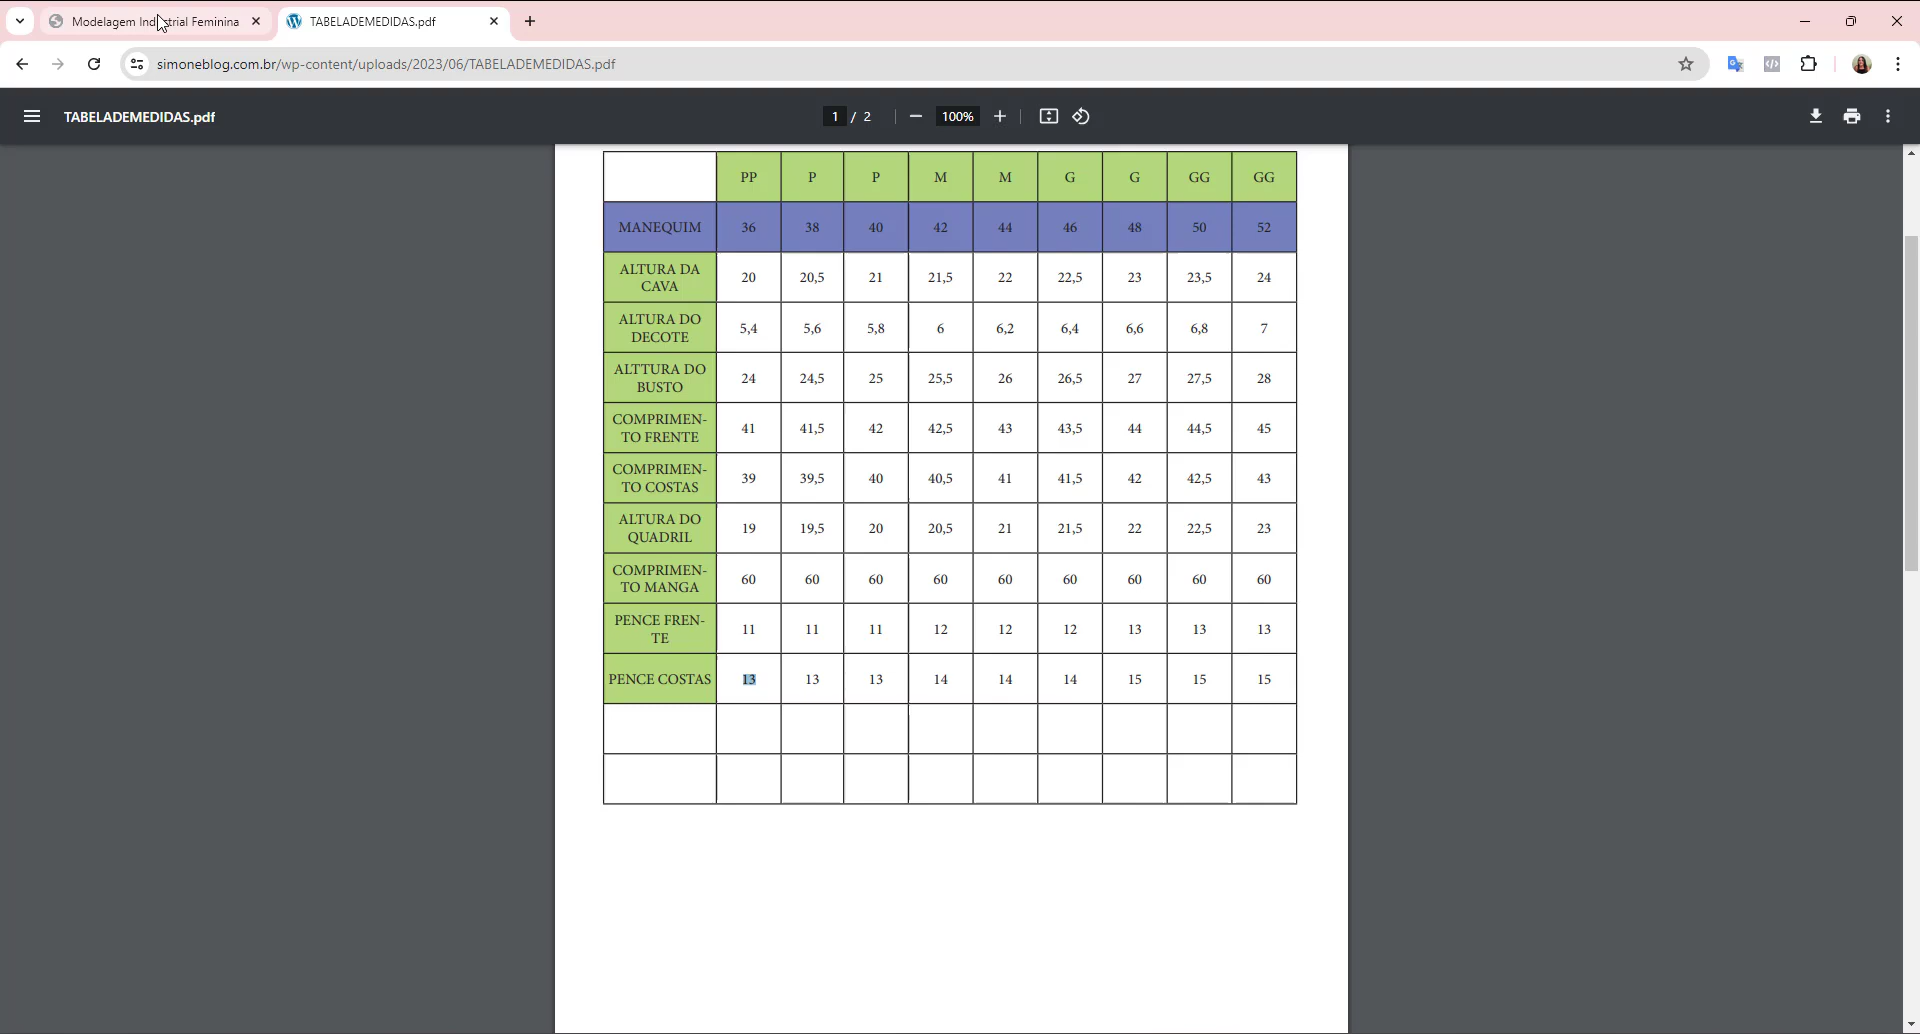 Modelagem Industrial Feminina
TABELADEMEDIDAS.pdf
simoneblog.com.br/wp-content/uploads/2023/06/TABELADEMEDIDAS.pdf
TABELADEMEDIDAS.pdf
1 / 2
100%
PP P P M M G G GG GG
MANEQUIM 36 38 40 42 44 46 48 50 52
ALTURA DA
CAVA 20 20,5 21 21,5 22 22,5 23 23,5 24
ALTURA DO
DECOTE 5,4 5,6 5,8 6 6,2 6,4 6,6 6,8 7
ALTTURA DO
BUSTO 24 24,5 25 25,5 26 26,5 27 27,5 28
COMPRIMEN-
TO FRENTE 41 41,5 42 42,5 43 43,5 44 44,5 45
COMPRIMEN-
TO COSTAS 39 39,5 40 40,5 41 41,5 42 42,5 43
ALTURA DO
QUADRIL 19 19,5 20 20,5 21 21,5 22 22,5 23
COMPRIMEN-
TO MANGA 60 60 60 60 60 60 60 60 60
PENCE FREN-
TE 11 11 11 12 12 12 13 13 13
PENCE COSTAS 13 13 13 14 14 14 15 15 15